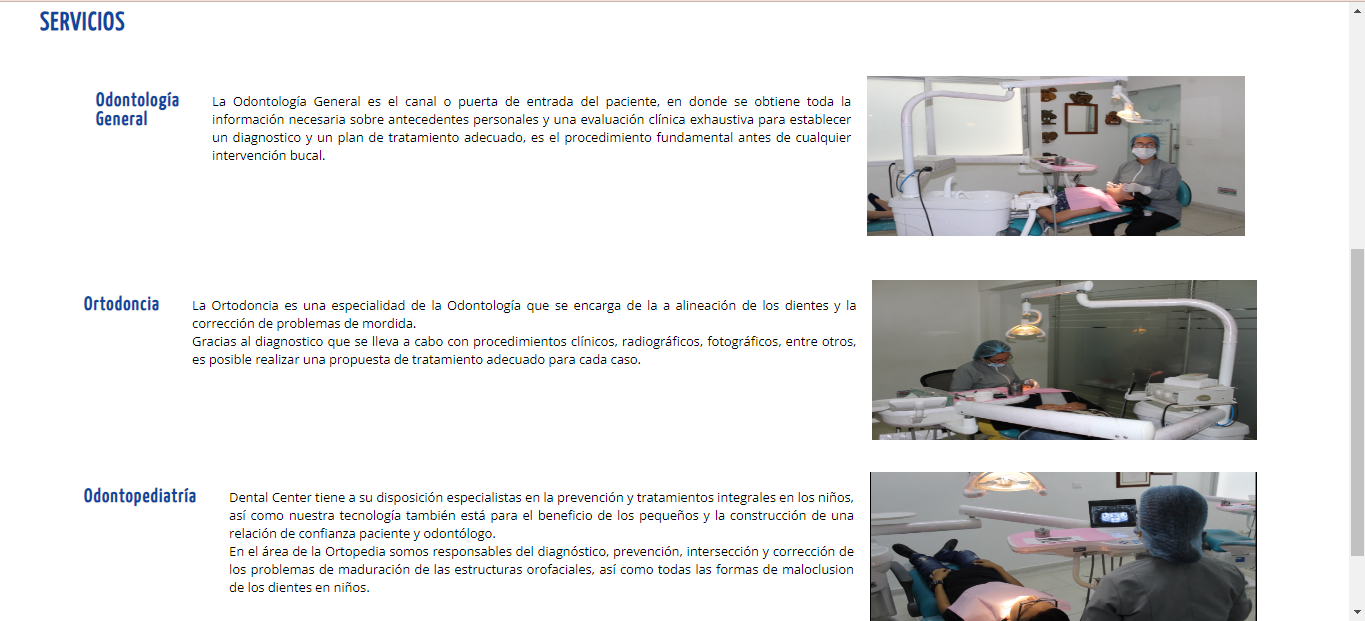 SERVICIOS
Odontología
General
La Odontología General es el canal o puerta de entrada del paciente, en donde se obtiene toda la
información necesaria sobre antecedentes personales y una evaluación clínica exhaustiva para establecer
un diagnostico y un plan de tratamiento adecuado, es el procedimiento fundamental antes de cualquier
intervención bucal.
Ortodoncia
La Ortodoncia es una especialidad de la Odontología que se encarga de la a alineación de los dientes y la
corrección de problemas de mordida.
Gracias al diagnostico que se lleva a cabo con procedimientos clínicos, radiográficos, fotográficos, entre otros,
es posible realizar una propuesta de tratamiento adecuado para cada caso.
Odontopediatría
Dental Center tiene a su disposición especialistas en la prevención y tratamientos integrales en los niños,
así como nuestra tecnología también está para el beneficio de los pequeños y la construcción de una
relación de confianza paciente y odontólogo.
En el área de la Ortopedia somos responsables del diagnóstico, prevención, intersección y corrección de
los problemas de maduración de las estructuras orofaciales, así como todas las formas de maloclusion
de los dientes en niños.